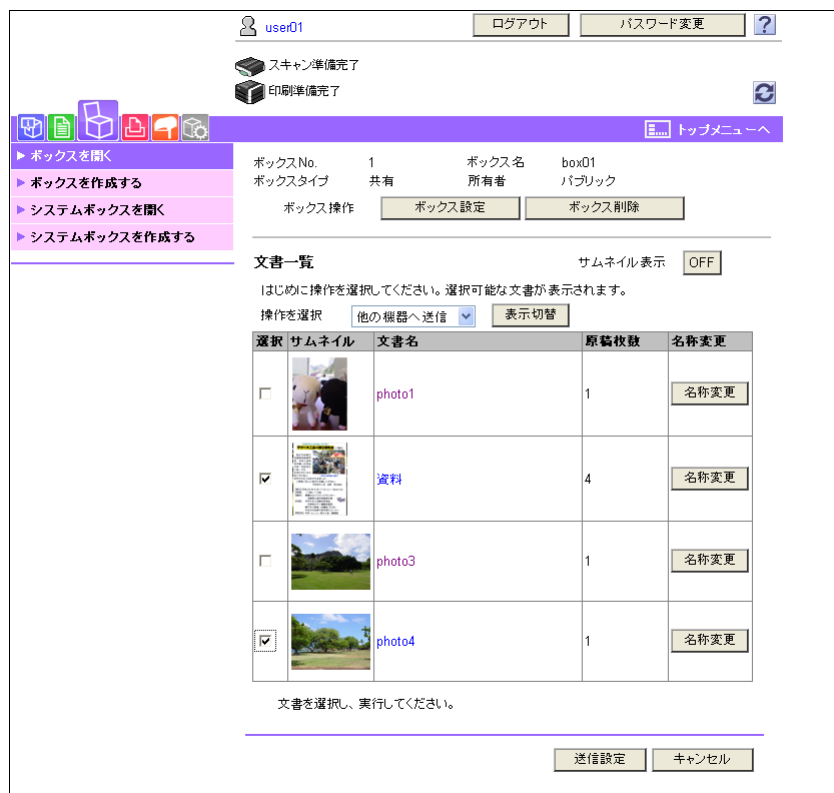 user01 ログアウト パスワード変更 ?
スキャン準備完了
印刷準備完了
トップメニューへ
ボックスを開く
ボックスを作成する
システムボックスを開く
システムボックスを作成する
ボックスNo. 1 ボックス名 box01
ボックスタイプ 共有 所有者 パブリック
ボックス操作 ボックス設定 ボックス削除
文書一覧 サムネイル表示 OFF
はじめに操作を選択してください。選択可能な文書が表示されます。
操作を選択 他の機器へ送信 表示切替
選択 サムネイル 文書名 原稿枚数 名称変更
photo1 1 名称変更
資料 4 名称変更
photo3 1 名称変更
photo4 1 名称変更
文書を選択し、実行してください。
送信設定 キャンセル